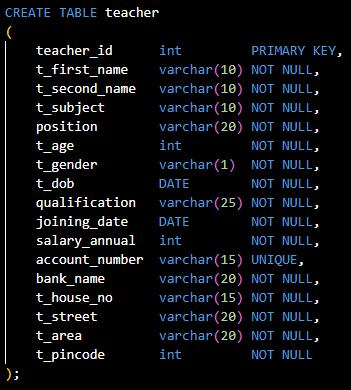 CREATE TABLE teacher
(
    teacher_id      int         PRIMARY KEY,
    t_first_name    varchar(10) NOT NULL,
    t_second_name   varchar(10) NOT NULL,
    t_subject       varchar(10) NOT NULL,
    position        varchar(20) NOT NULL,
    t_age           int         NOT NULL,
    t_gender        varchar(1)  NOT NULL,
    t_dob           DATE        NOT NULL,
    qualification   varchar(25) NOT NULL,
    joining_date    DATE        NOT NULL,
    salary_annual   int         NOT NULL,
    account_number  varchar(15) UNIQUE,
    bank_name       varchar(20) NOT NULL,
    t_house_no      varchar(15) NOT NULL,
    t_street        varchar(20) NOT NULL,
    t_area          varchar(20) NOT NULL,
    t_pincode       int         NOT NULL
);